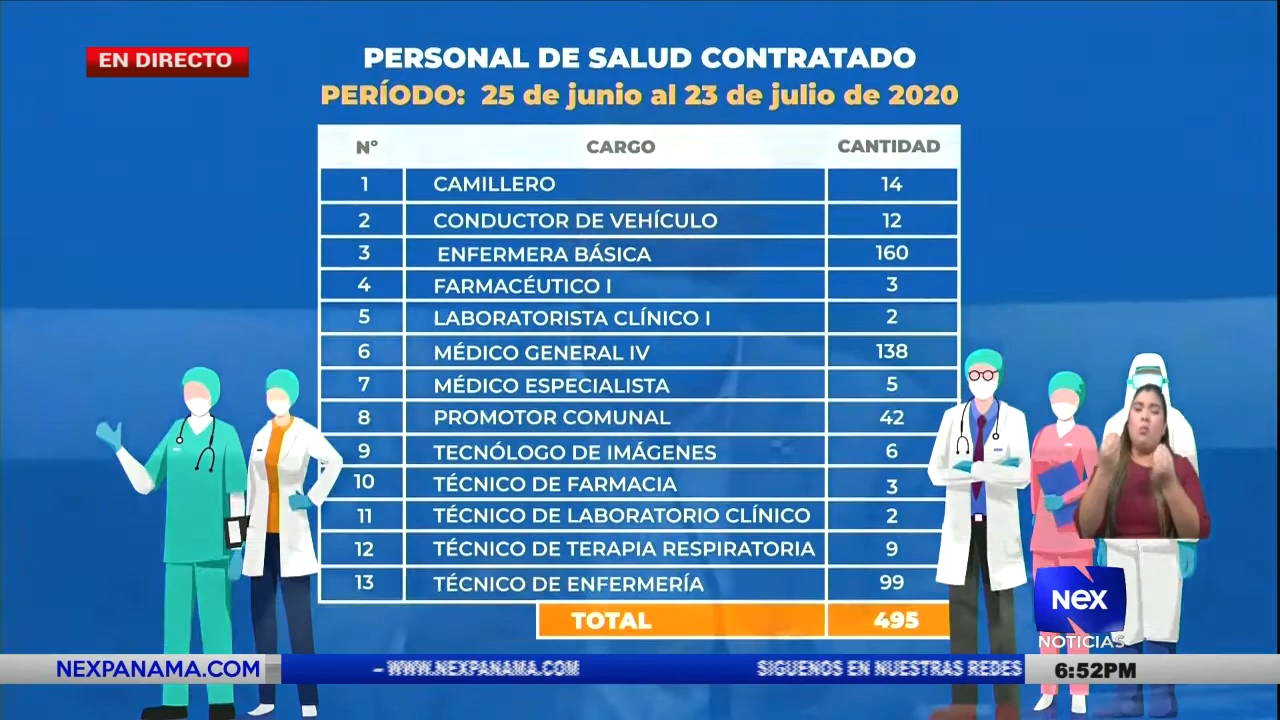 EN DIRECTO
PERSONAL DE SALUD CONTRATADO
PERÍODO: 25 de junio al 23 de julio de 2020
Nº CARGO CANTIDAD
1 CAMILLERO 14
2 CONDUCTOR DE VEHÍCULO 12
3 ENFERMERA BÁSICA 160
4 FARMACÉUTICO I 3
5 LABORATORISTA CLÍNICO I 2
6 MÉDICO GENERAL IV 138
7 MÉDICO ESPECIALISTA 5
8 PROMOTOR COMUNAL 42
9 TECNÓLOGO DE IMÁGENES 6
10 TÉCNICO DE FARMACIA 3
11 TÉCNICO DE LABORATORIO CLÍNICO 2
12 TÉCNICO DE TERAPIA RESPIRATORIA 9
13 TÉCNICO DE ENFERMERÍA 99
TOTAL 495
NEX
NOTICIAS
NEXPANAMA.COM - WWW.NEXPANAMA.COM SIGUENOS EN NUESTRAS REDES 6:52PM